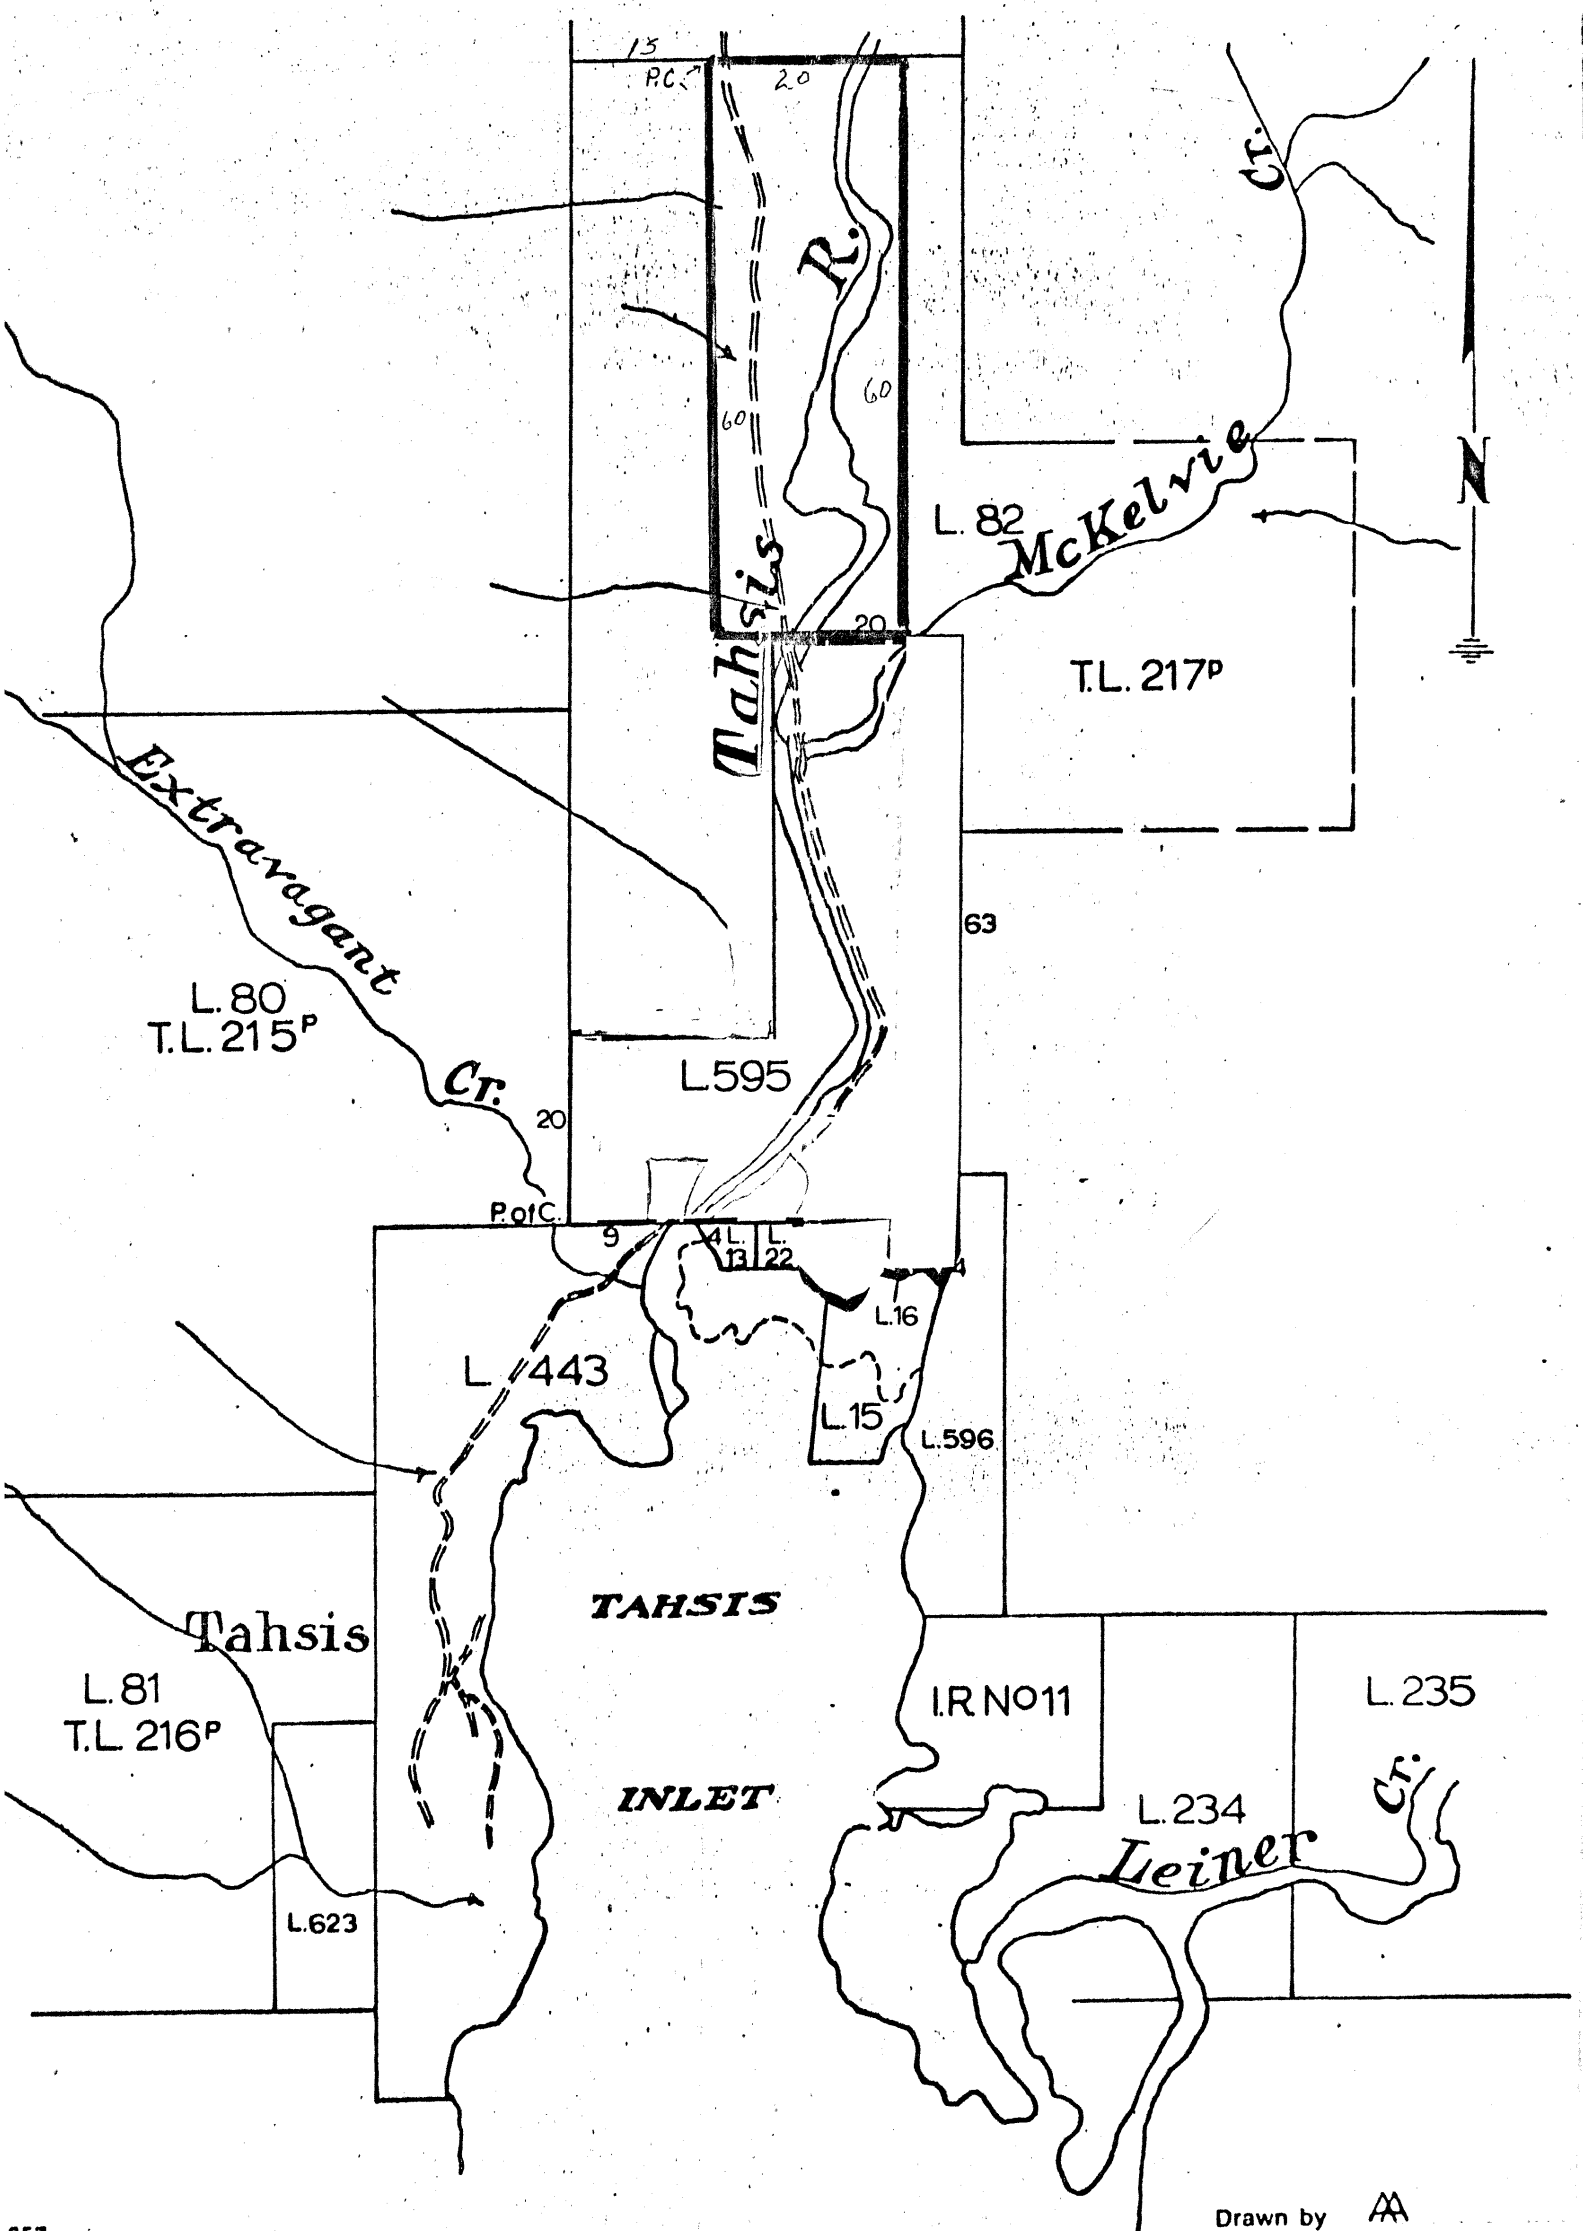 15
P.C.
20
Cr.
R.
60
60
N
McKelvie
L. 82
Tahsis
20
T.L. 217P
Extravagant
63
L. 80
T.L. 215P
L595
Cr.
20
P. of C.
9
4
L. 13
L. 22
4
L.16
L. 443
L.15
L.596
TAHSIS
Tahsis
L. 81
T.L. 216P
I.R. No 11
L. 235
INLET
L. 234
Cr.
Leiner
L.623
Drawn by AA